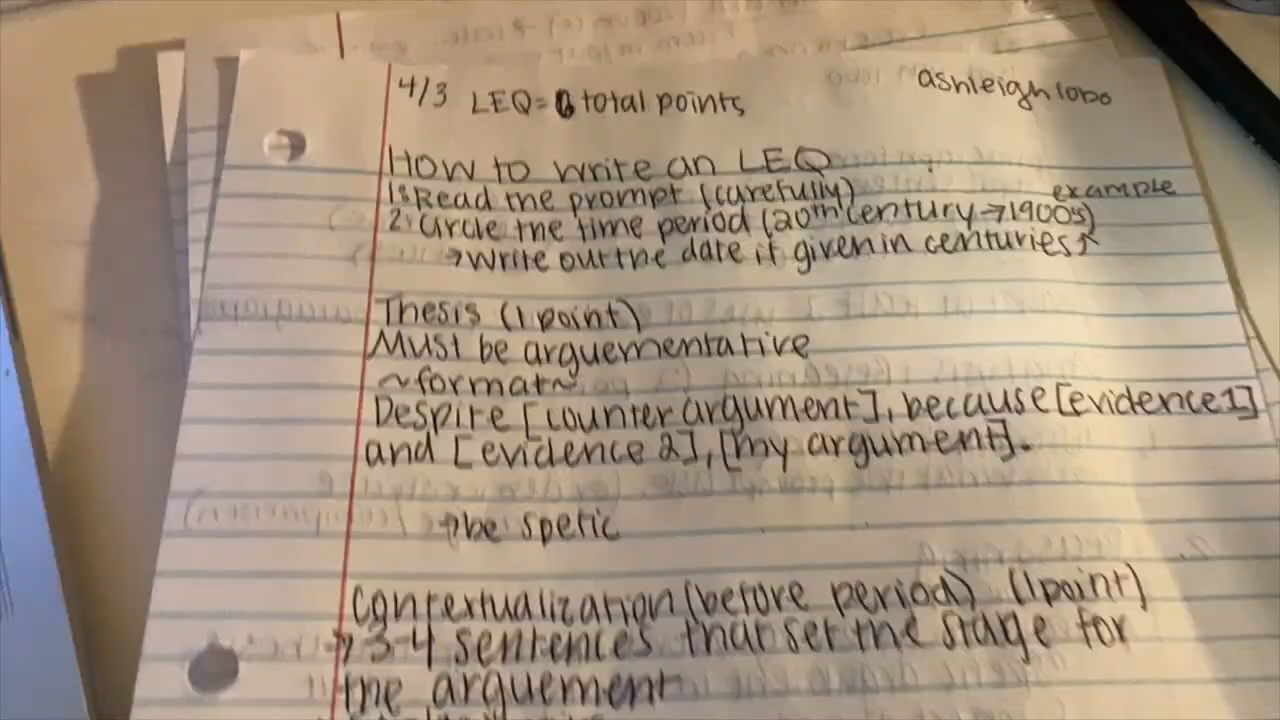 4/3 LEQ = 6 total points
ashleigh lobo
How to write an LEQ
1: Read the prompt (carefully)
example
2: Circle the time period (20th century → 1900s)
→ write out the date if given in centuries
Thesis (1 point)
Must be arguementative
~format~
Despite [counter argument], because [evidence 1]
and [evidence 2], [my argument].
→ be speric
Contextualization (before period) (1 point)
→ 3-4 sentences that set the stage for
the arguement